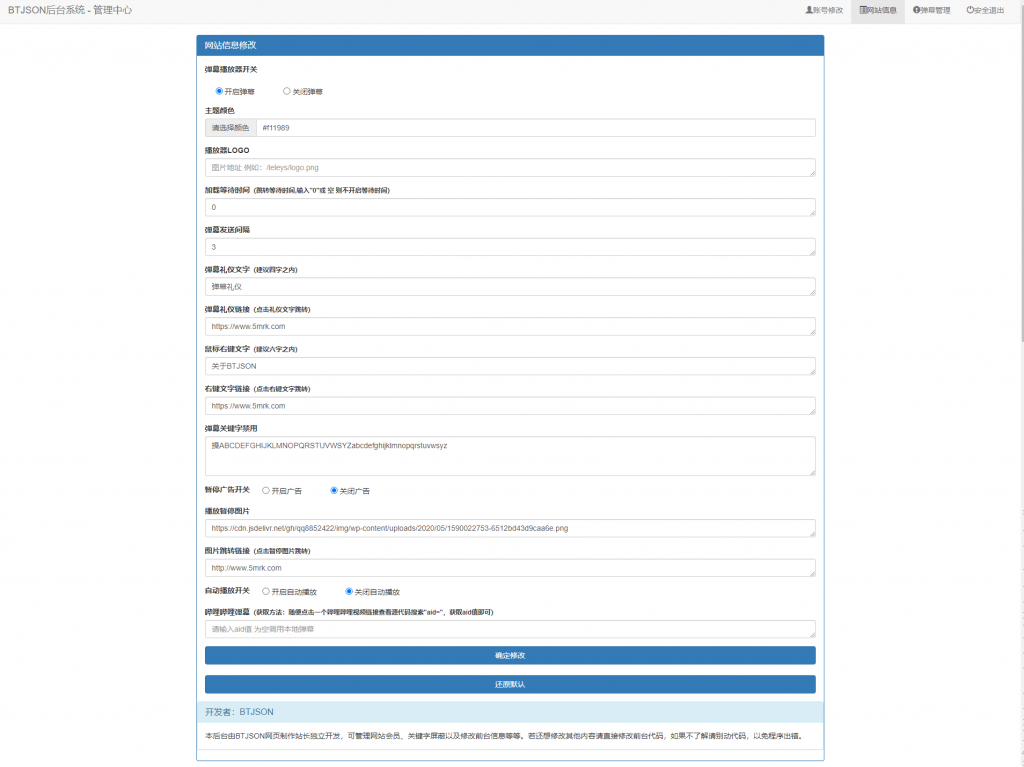 BTJSON后台系统 - 管理中心
账号修改 网站信息 弹幕管理 安全退出
网站信息修改
弹幕播放器开关
开启弹幕 关闭弹幕
主题颜色
请选择颜色 #f11989
播放器LOGO
图片地址 例如：/leleys/logo.png
加载等待时间 (跳转等待时间,输入"0"或 空 则不开启等待时间)
0
弹幕发送间隔
3
弹幕礼仪文字 (建议四字之内)
弹幕礼仪
弹幕礼仪链接 (点击礼仪文字跳转)
https://www.5mrk.com
鼠标右键文字 (建议六字之内)
关于BTJSON
右键文字链接 (点击右键文字跳转)
https://www.5mrk.com
弹幕关键字禁用
摸ABCDEFGHIJKLMNOPQRSTUVWSYZabcdefghijklmnopqrstuvwsyz
暂停广告开关 开启广告 关闭广告
播放暂停图片
https://cdn.jsdelivr.net/gh/qq8852422/img/wp-content/uploads/2020/05/1590022753-6512bd43d9caa6e.png
图片跳转链接 (点击暂停图片跳转)
http://www.5mrk.com
自动播放开关 开启自动播放 关闭自动播放
哔哩哔哩弹幕 (获取方法：随便点击一个哔哩哔哩视频链接查看源代码搜索"aid="，获取aid值即可)
请输入aid值 为空调用本地弹幕
确定修改
还原默认
开发者：BTJSON
本后台由BTJSON网页制作站长独立开发，可管理网站会员、关键字屏蔽以及修改前台信息等等。若还想修改其他内容请直接修改前台代码，如果不了解请别动代码，以免程序出错。